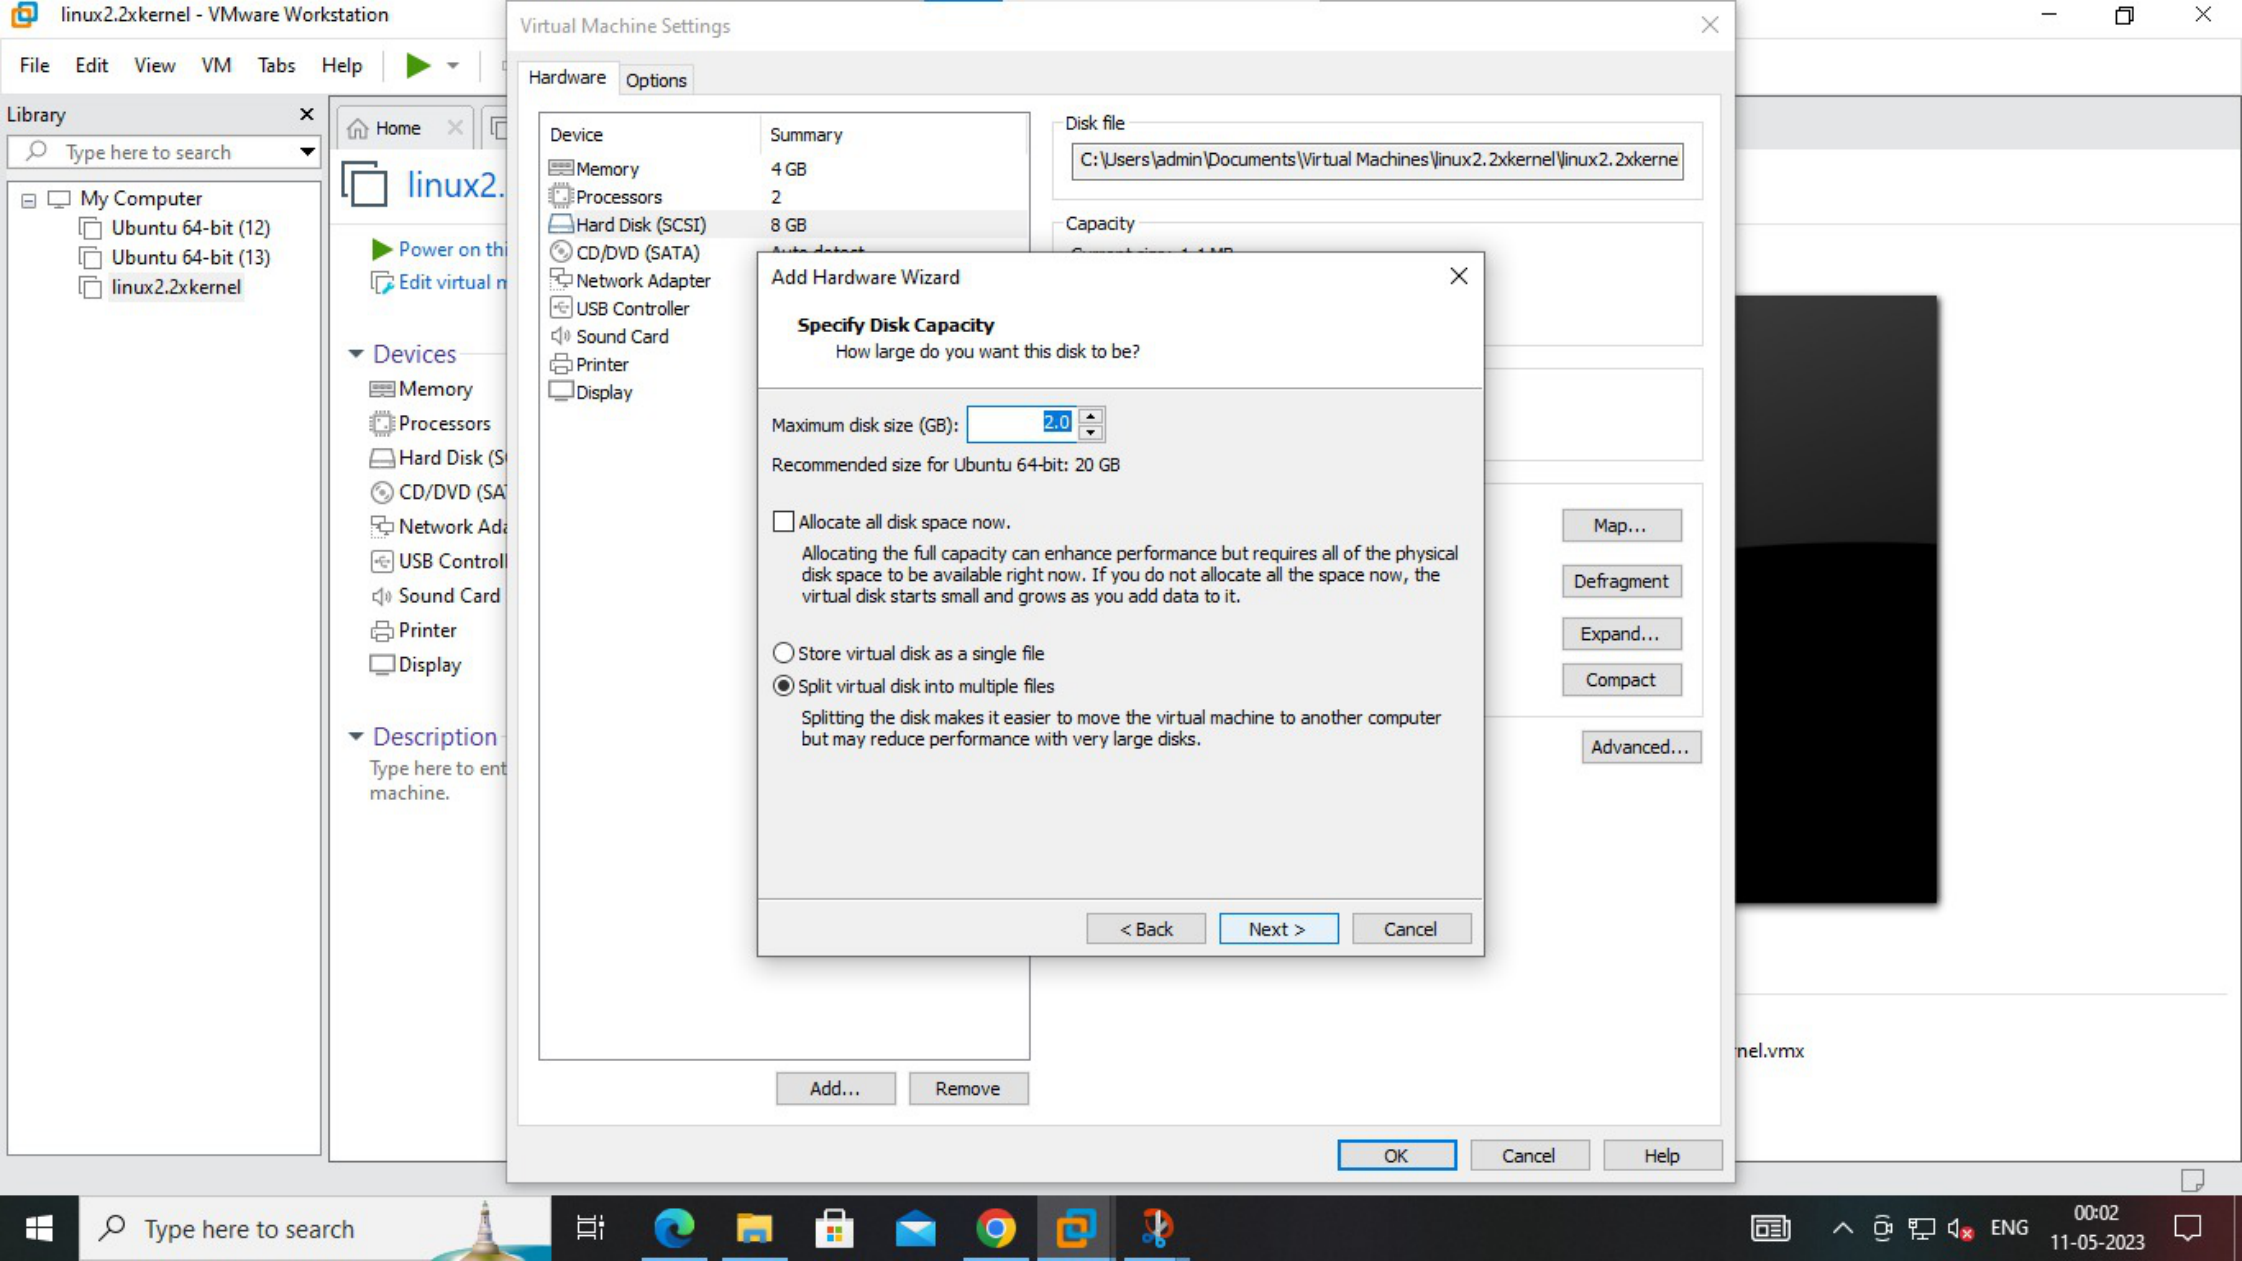 linux2.2xkernel - VMware Workstation
File Edit View VM Tabs Help
Library
Type here to search
My Computer
Ubuntu 64-bit (12)
Ubuntu 64-bit (13)
linux2.2xkernel
Home
linux2.
Power on thi
Edit virtual m
Devices
Memory
Processors
Hard Disk (S
CD/DVD (SA
Network Ada
USB Controll
Sound Card
Printer
Display
Description
Type here to ent
machine.
Virtual Machine Settings
Hardware Options
Device Summary
Memory 4 GB
Processors 2
Hard Disk (SCSI) 8 GB
CD/DVD (SATA) Auto detect
Network Adapter
USB Controller
Sound Card
Printer
Display
Add... Remove
Disk file
C:\Users\admin\Documents\Virtual Machines\linux2.2xkernel\linux2.2xkerne
Capacity
Current size: 1.1 MB
Map...
Defragment
Expand...
Compact
Advanced...
Add Hardware Wizard
Specify Disk Capacity
How large do you want this disk to be?
Maximum disk size (GB): 2.0
Recommended size for Ubuntu 64-bit: 20 GB
Allocate all disk space now.
Allocating the full capacity can enhance performance but requires all of the physical
disk space to be available right now. If you do not allocate all the space now, the
virtual disk starts small and grows as you add data to it.
Store virtual disk as a single file
Split virtual disk into multiple files
Splitting the disk makes it easier to move the virtual machine to another computer
but may reduce performance with very large disks.
< Back Next > Cancel
OK Cancel Help
nel.vmx
Type here to search
ENG
00:02
11-05-2023